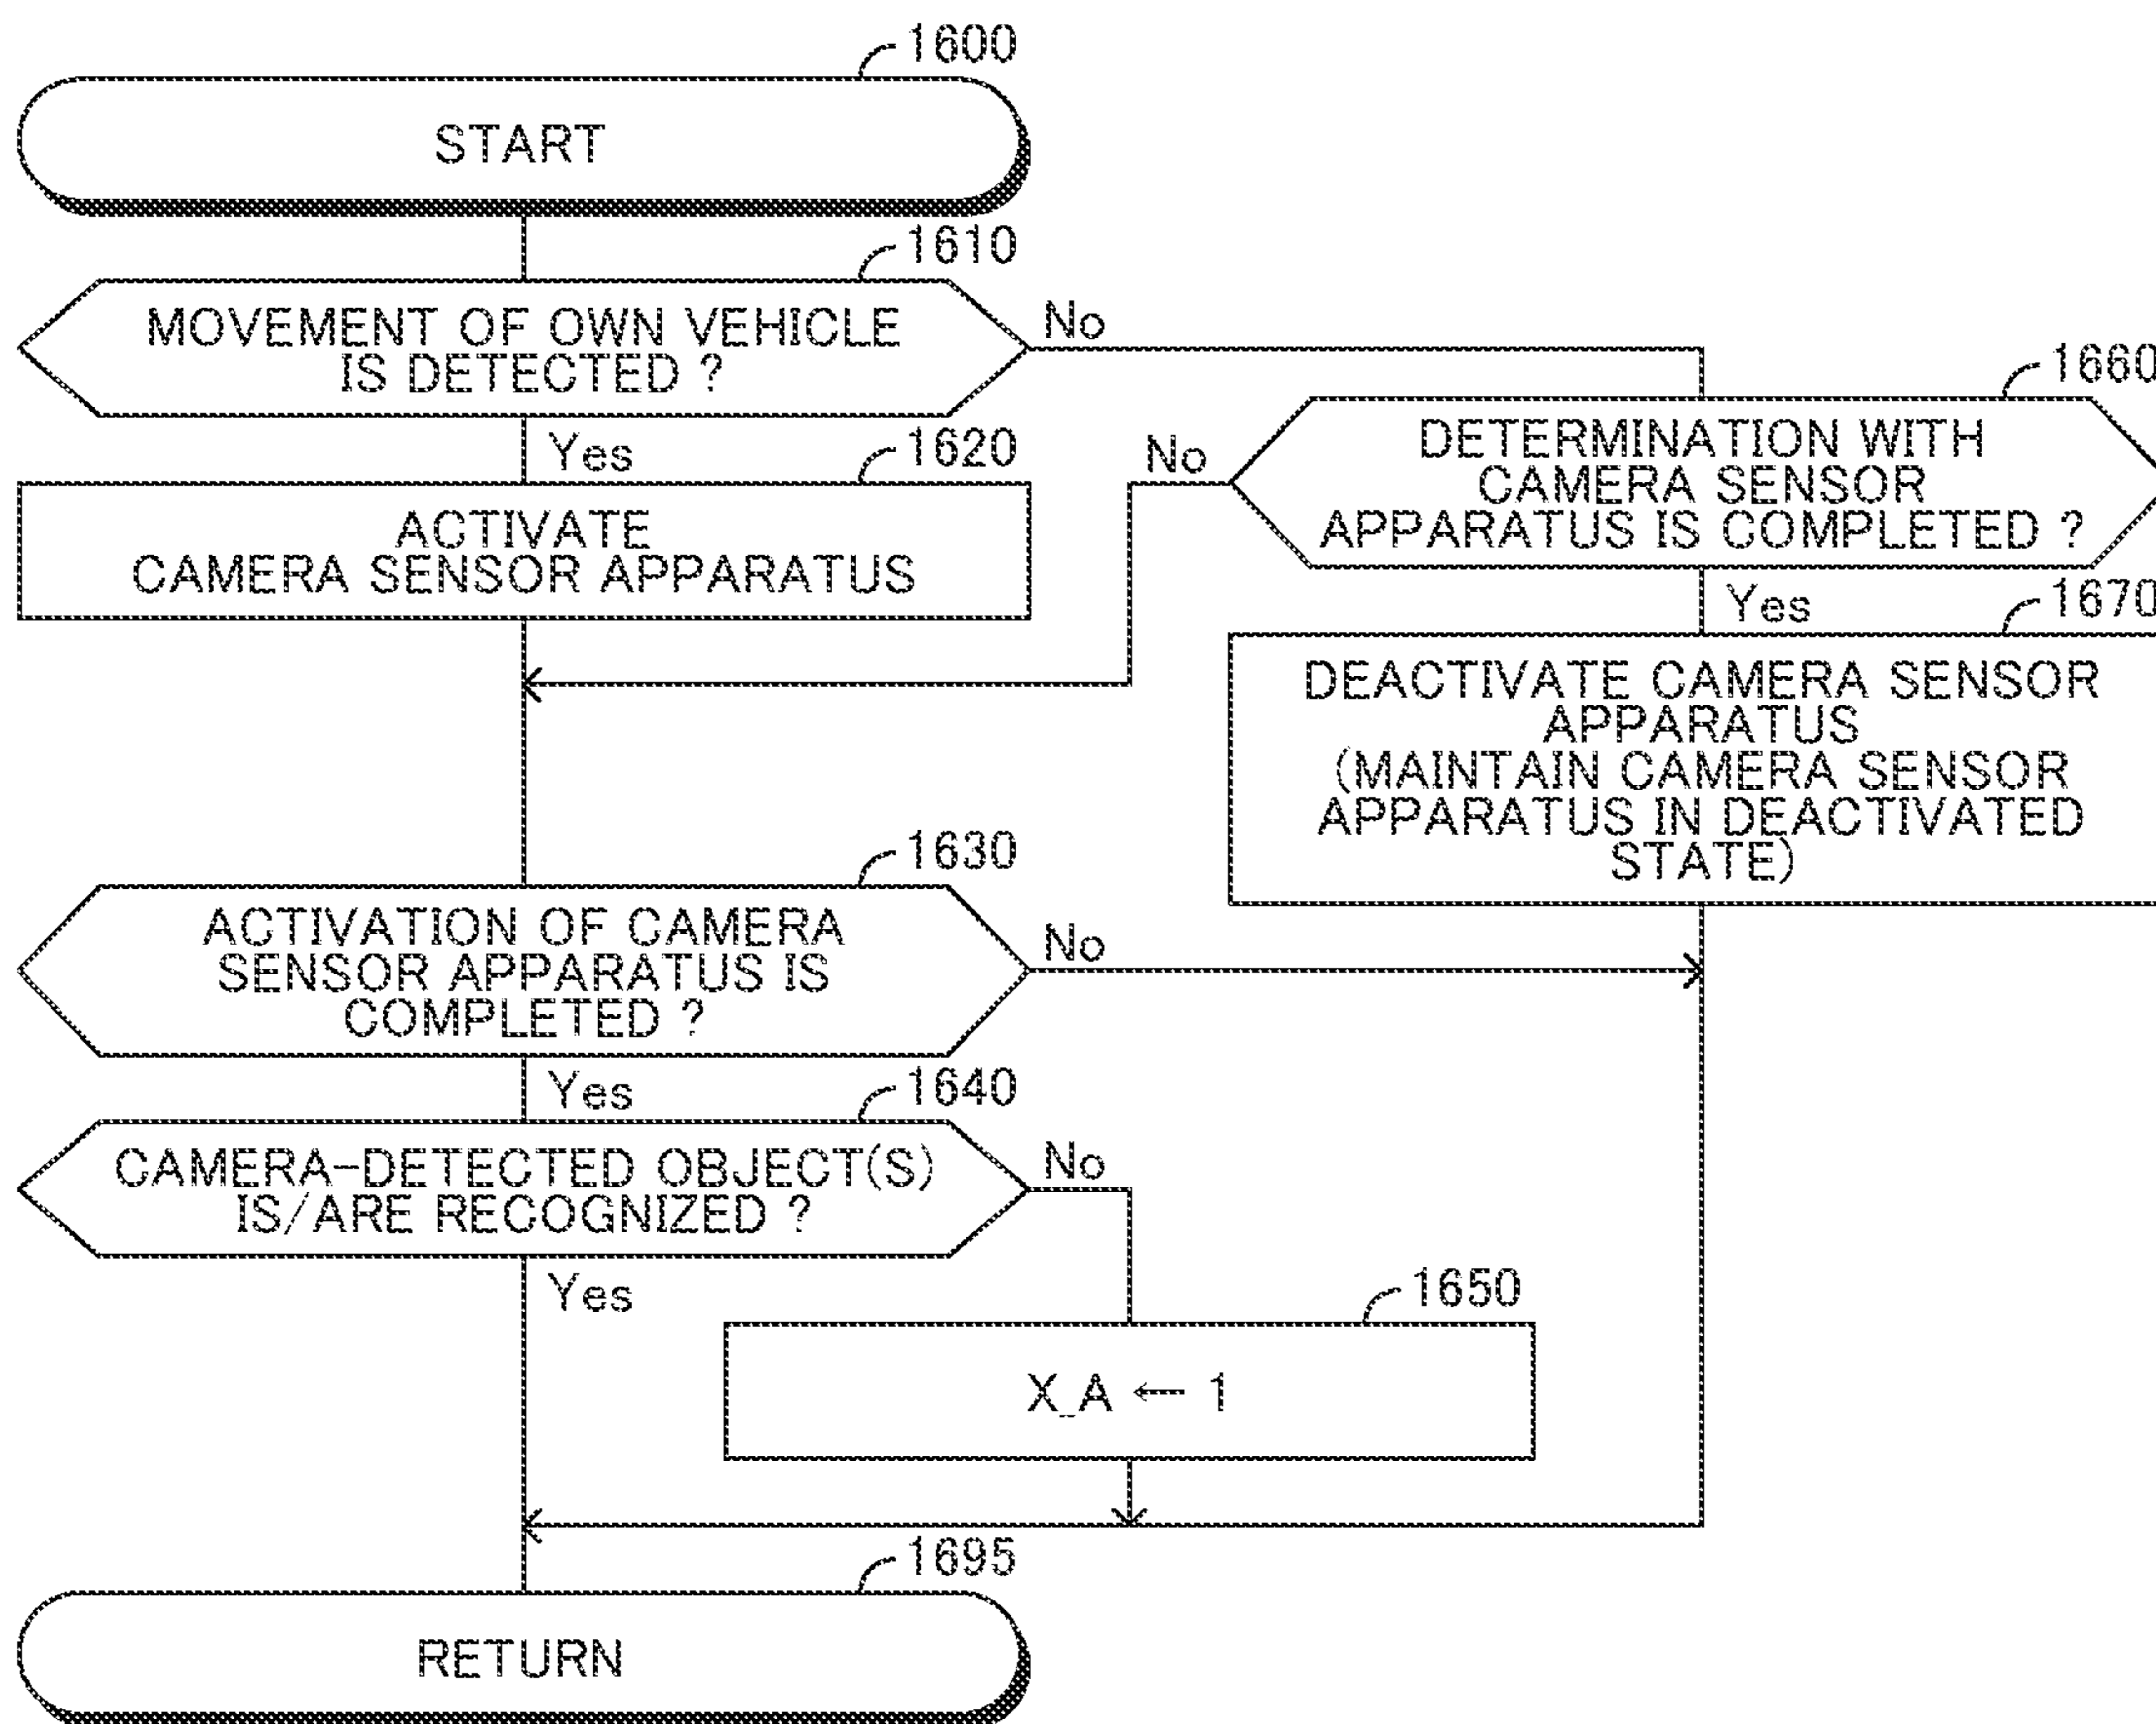 1600
START
1610
MOVEMENT OF OWN VEHICLE
IS DETECTED ?
No
Yes
1620
ACTIVATE
CAMERA SENSOR APPARATUS
1660
DETERMINATION WITH
CAMERA SENSOR
APPARATUS IS COMPLETED ?
No
Yes
1670
DEACTIVATE CAMERA SENSOR
APPARATUS
(MAINTAIN CAMERA SENSOR
APPARATUS IN DEACTIVATED
STATE)
1630
ACTIVATION OF CAMERA
SENSOR APPARATUS IS
COMPLETED ?
No
Yes
1640
CAMERA-DETECTED OBJECT(S)
IS/ARE RECOGNIZED ?
No
Yes
1650
X_A ← 1
1695
RETURN